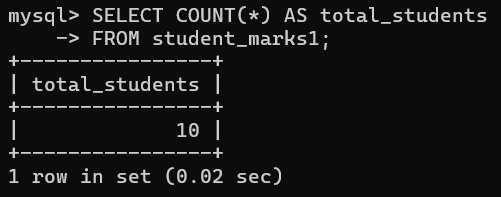 mysql> SELECT COUNT(*) AS total_students
    -> FROM student_marks1;
+----------------+
| total_students |
+----------------+
|             10 |
+----------------+
1 row in set (0.02 sec)